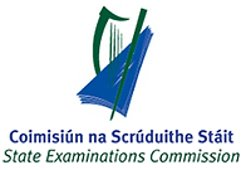 Coimisiún na Scrúduithe Stáit
State Examinations Commission